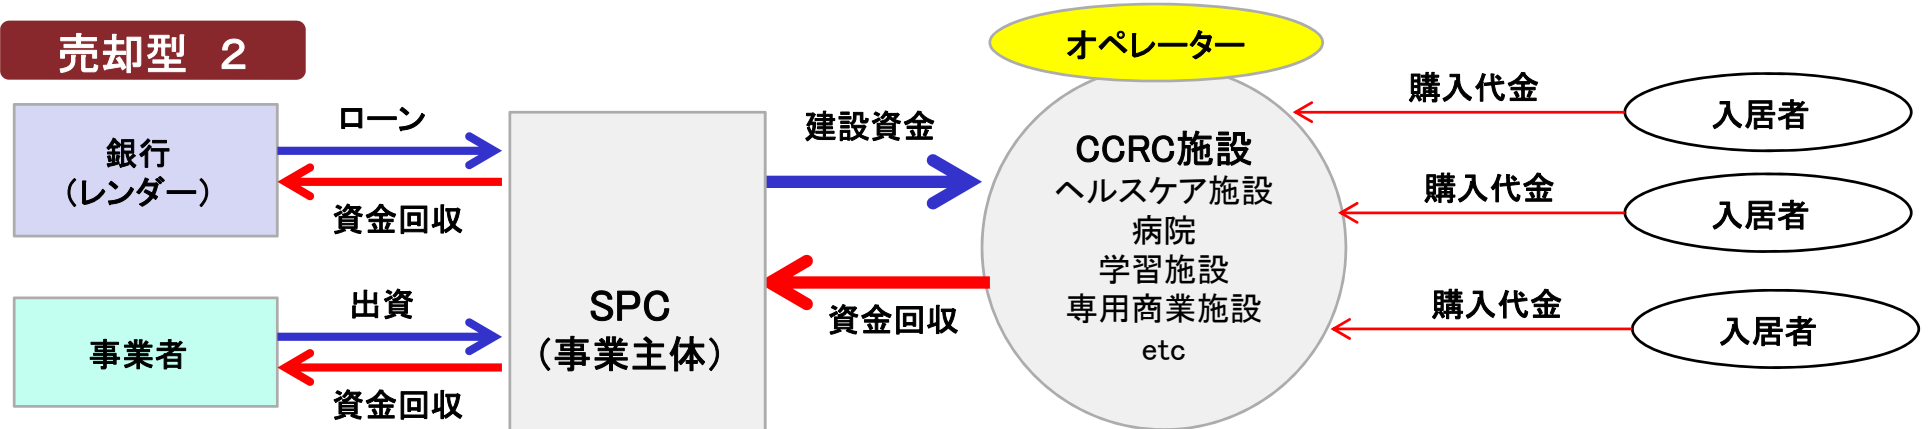 売却型　２
オペレーター
銀行
（レンダー）
ローン
資金回収
事業者
出資
資金回収
SPC
（事業主体）
建設資金
資金回収
CCRC施設
ヘルスケア施設
病院
学習施設
専用商業施設
etc
購入代金
入居者
購入代金
入居者
購入代金
入居者